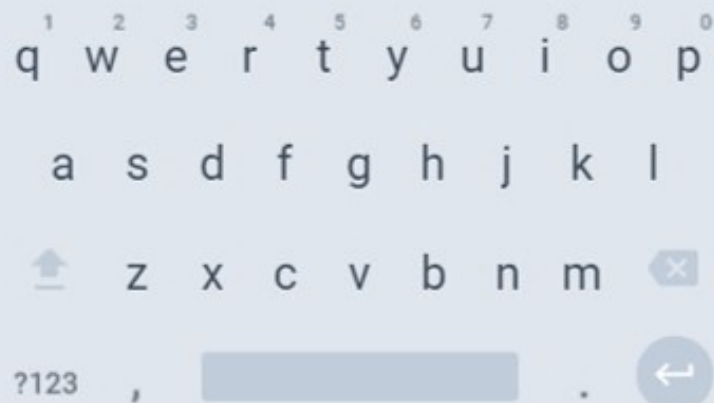 1 2 3 4 5 6 7 8 9 0
q w e r t y u i o p
a s d f g h j k l
z x c v b n m
?123 , .